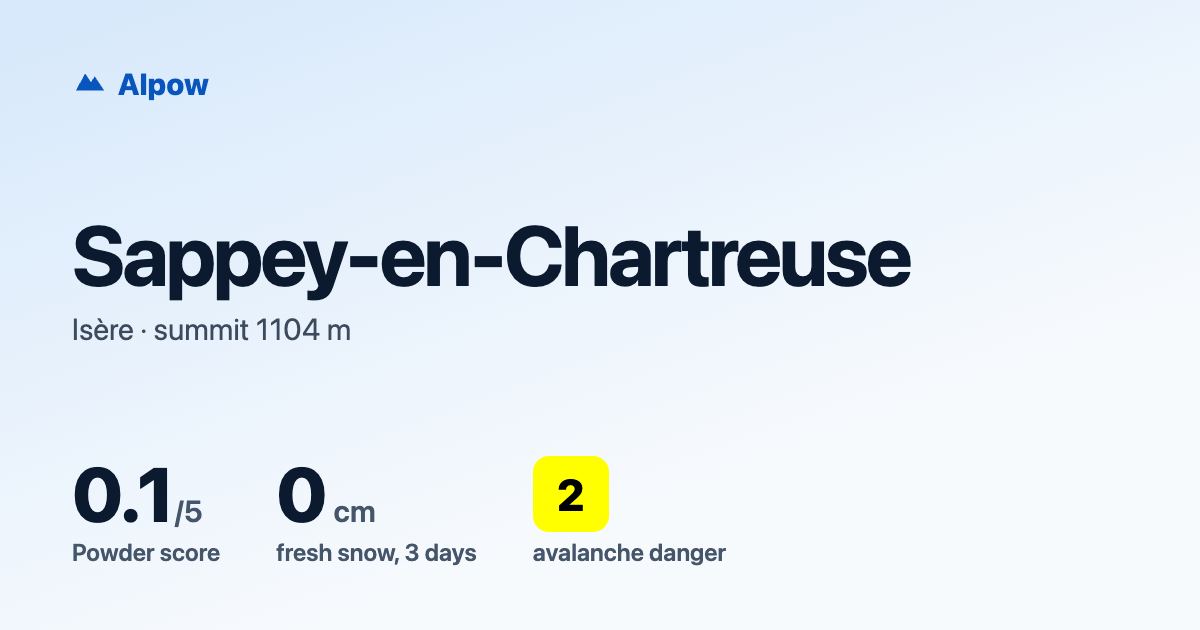 Alpow
Sappey-en-Chartreuse
Isère · summit 1104 m
0.1/5
Powder score
0 cm
fresh snow, 3 days
2
avalanche danger